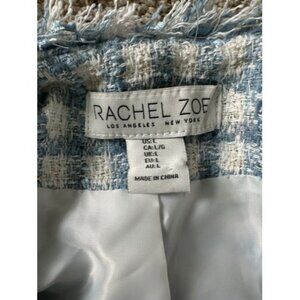 RACHEL ZOE
LOS ANGELES NEW YORK
US:L
CA:L/G
UK:L
EU:L
AU:L
MADE IN CHINA